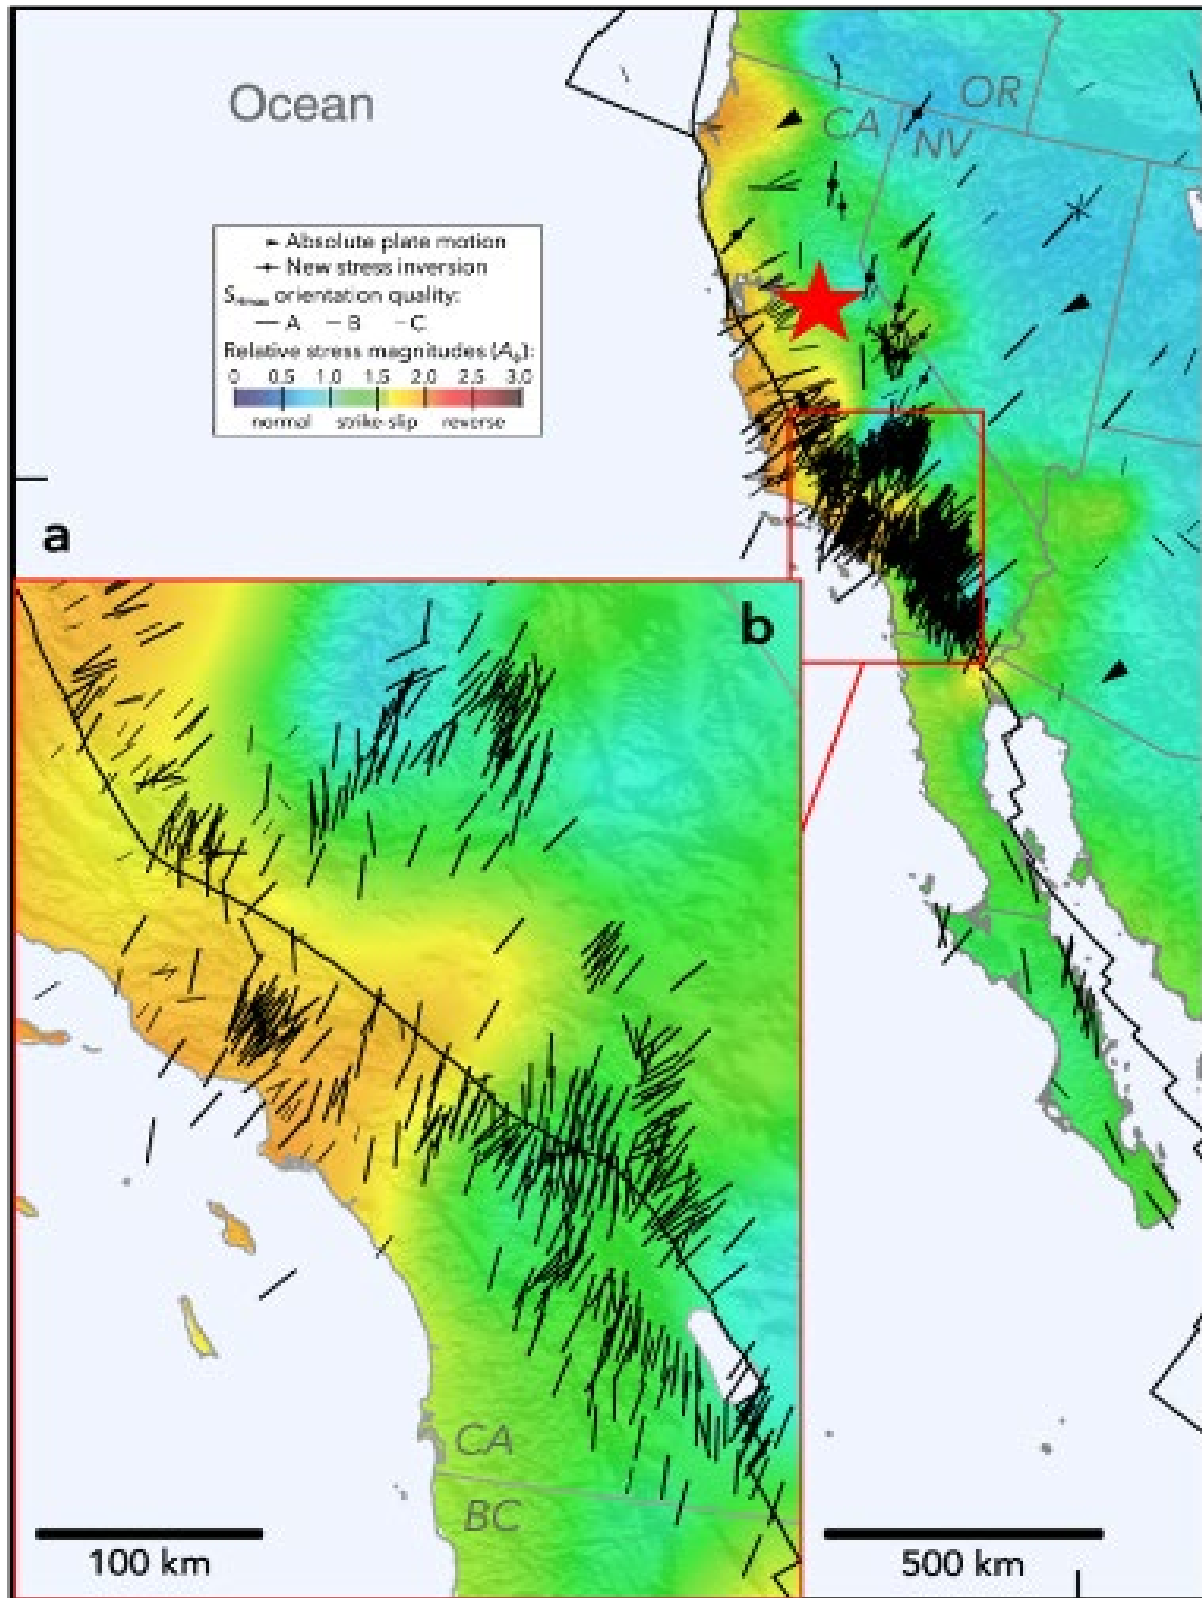 Ocean
OR
CA
NV
Absolute plate motion
New stress inversion
S_Hmax orientation quality:
A B C
Relative stress magnitudes (A_ϕ):
0 0.5 1.0 1.5 2.0 2.5 3.0
normal strike-slip reverse
a
b
CA
BC
100 km
500 km